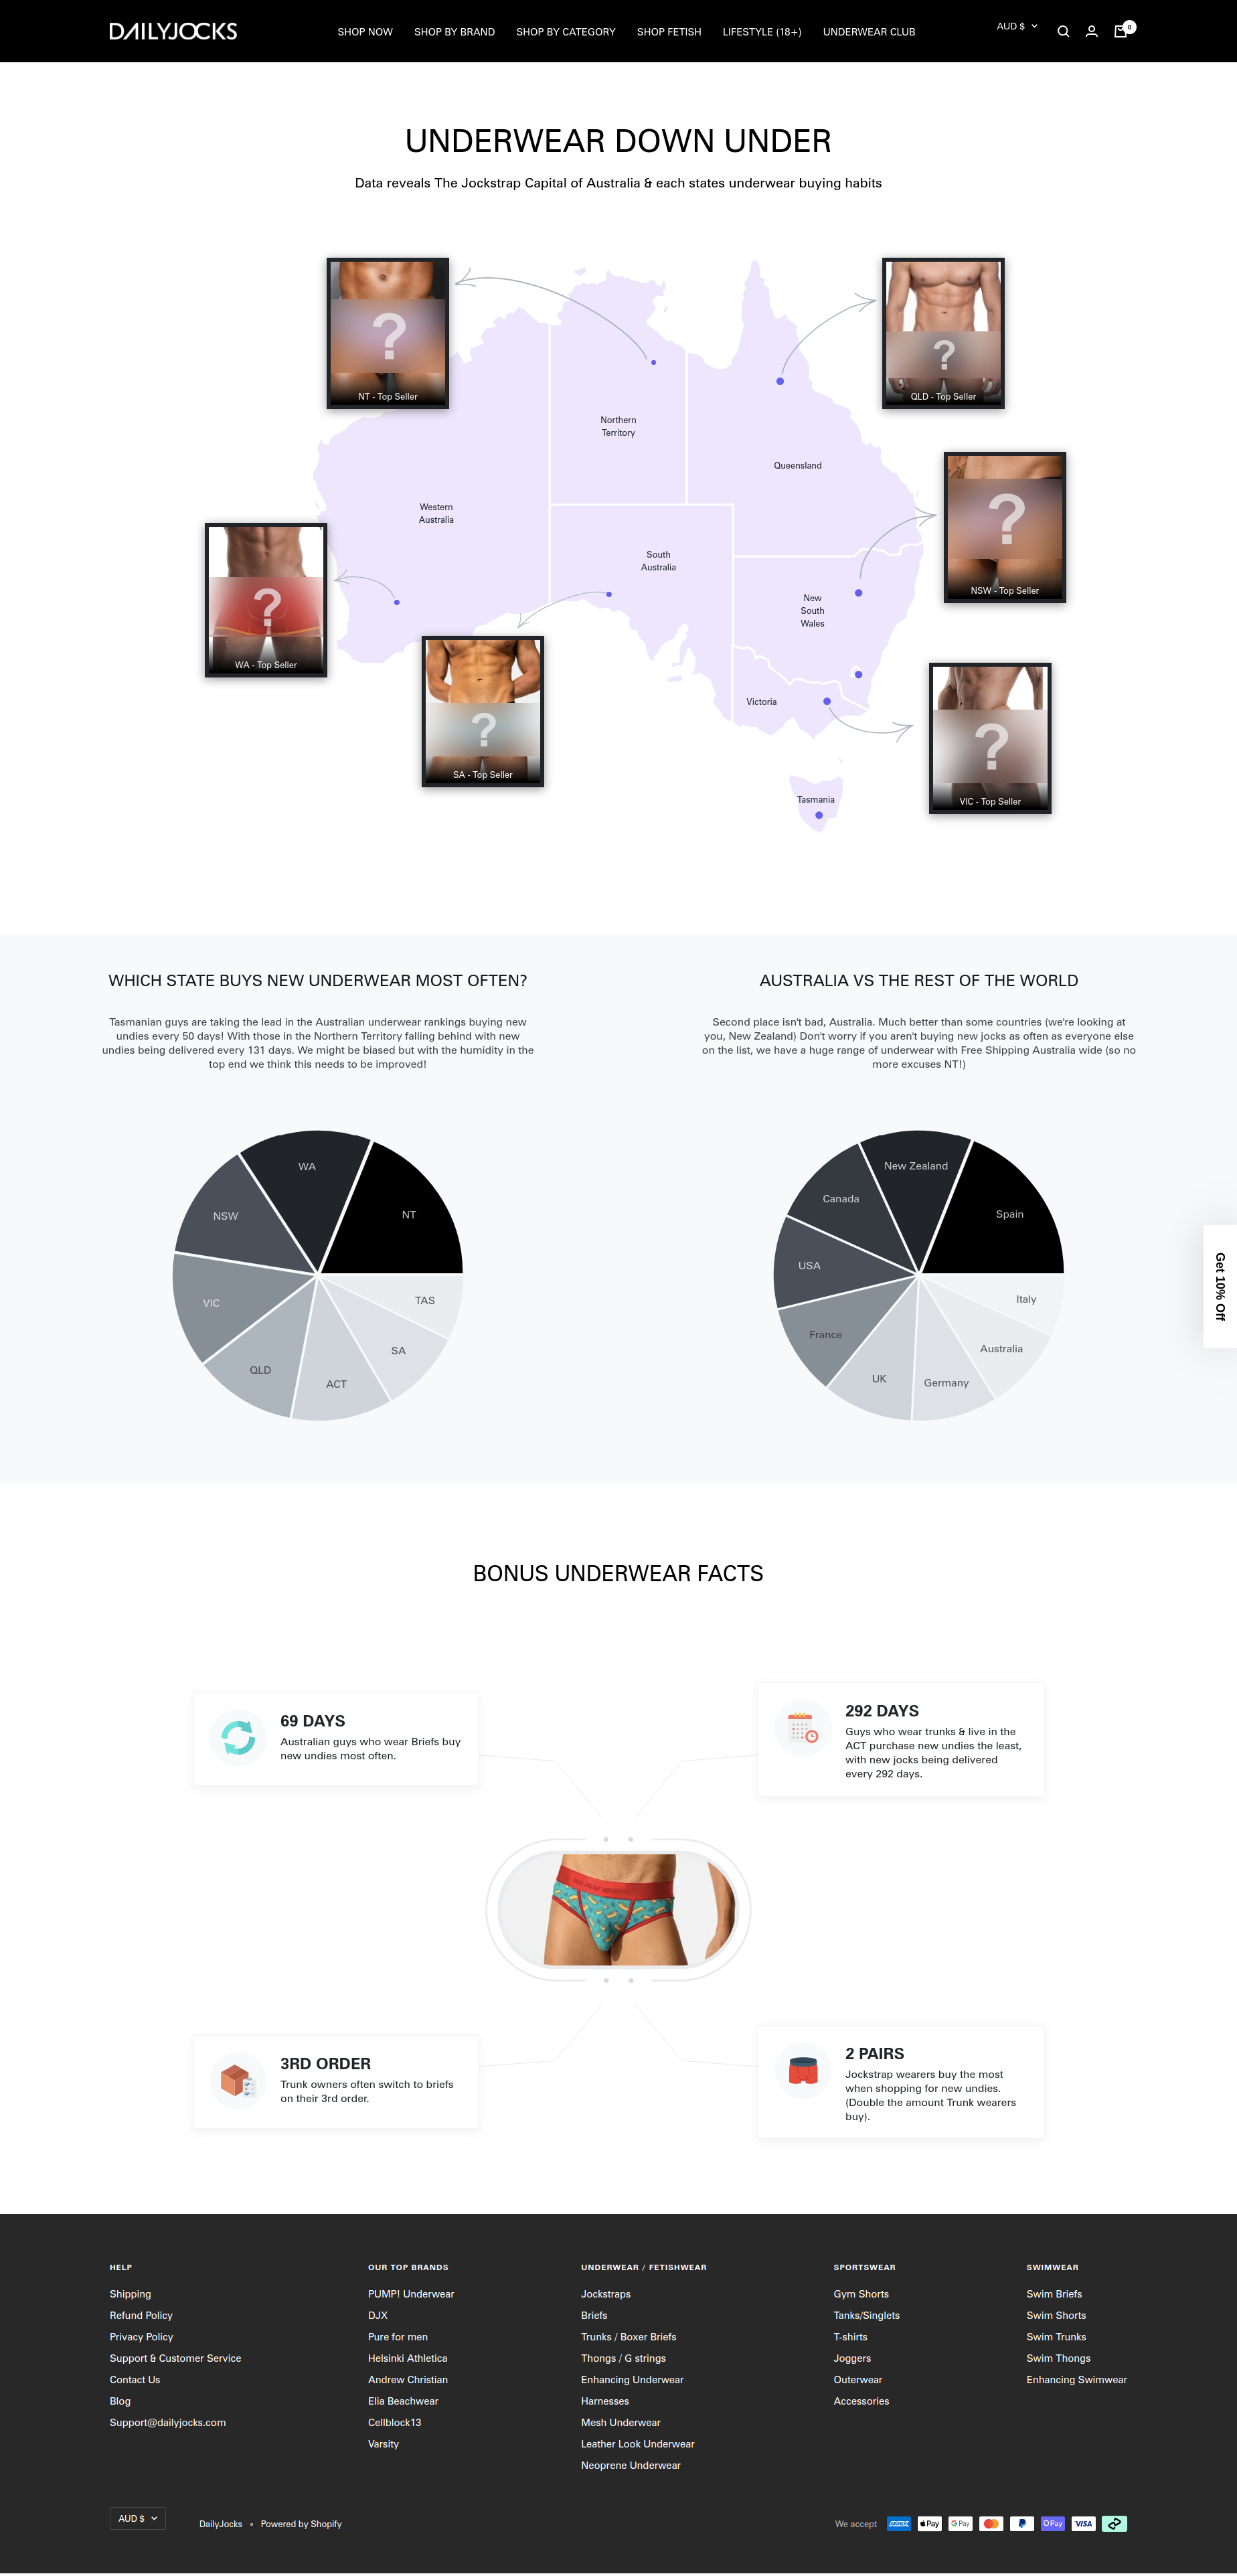 DAILYJOCKS
SHOP NOW
SHOP BY BRAND
SHOP BY CATEGORY
SHOP FETISH
LIFESTYLE (18+)
UNDERWEAR CLUB
AUD $
0
UNDERWEAR DOWN UNDER
Data reveals The Jockstrap Capital of Australia & each states underwear buying habits
?
NT - Top Seller
?
QLD - Top Seller
Northern
Territory
Queensland
Western
Australia
?
NSW - Top Seller
South
Australia
?
WA - Top Seller
New
South
Wales
?
SA - Top Seller
Victoria
?
VIC - Top Seller
Tasmania
WHICH STATE BUYS NEW UNDERWEAR MOST OFTEN?
Tasmanian guys are taking the lead in the Australian underwear rankings buying new
undies every 50 days! With those in the Northern Territory falling behind with new
undies being delivered every 131 days. We might be biased but with the humidity in the
top end we think this needs to be improved!
WA
NT
NSW
VIC
TAS
SA
QLD
ACT
AUSTRALIA VS THE REST OF THE WORLD
Second place isn't bad, Australia. Much better than some countries (we're looking at
you, New Zealand) Don't worry if you aren't buying new jocks as often as everyone else
on the list, we have a huge range of underwear with Free Shipping Australia wide (so no
more excuses NT!)
New Zealand
Canada
Spain
USA
Italy
France
Australia
UK
Germany
Get 10% Off
BONUS UNDERWEAR FACTS
69 DAYS
Australian guys who wear Briefs buy
new undies most often.
292 DAYS
Guys who wear trunks & live in the
ACT purchase new undies the least,
with new jocks being delivered
every 292 days.
3RD ORDER
Trunk owners often switch to briefs
on their 3rd order.
2 PAIRS
Jockstrap wearers buy the most
when shopping for new undies.
(Double the amount Trunk wearers
buy).
HELP
Shipping
Refund Policy
Privacy Policy
Support & Customer Service
Contact Us
Blog
Support@dailyjocks.com
OUR TOP BRANDS
PUMP! Underwear
DJX
Pure for men
Helsinki Athletica
Andrew Christian
Elia Beachwear
Cellblock13
Varsity
UNDERWEAR / FETISHWEAR
Jockstraps
Briefs
Trunks / Boxer Briefs
Thongs / G strings
Enhancing Underwear
Harnesses
Mesh Underwear
Leather Look Underwear
Neoprene Underwear
SPORTSWEAR
Gym Shorts
Tanks/Singlets
T-shirts
Joggers
Outerwear
Accessories
SWIMWEAR
Swim Briefs
Swim Shorts
Swim Trunks
Swim Thongs
Enhancing Swimwear
AUD $
DailyJocks • Powered by Shopify
We accept
AMEX
Pay
G Pay
Pay
VISA